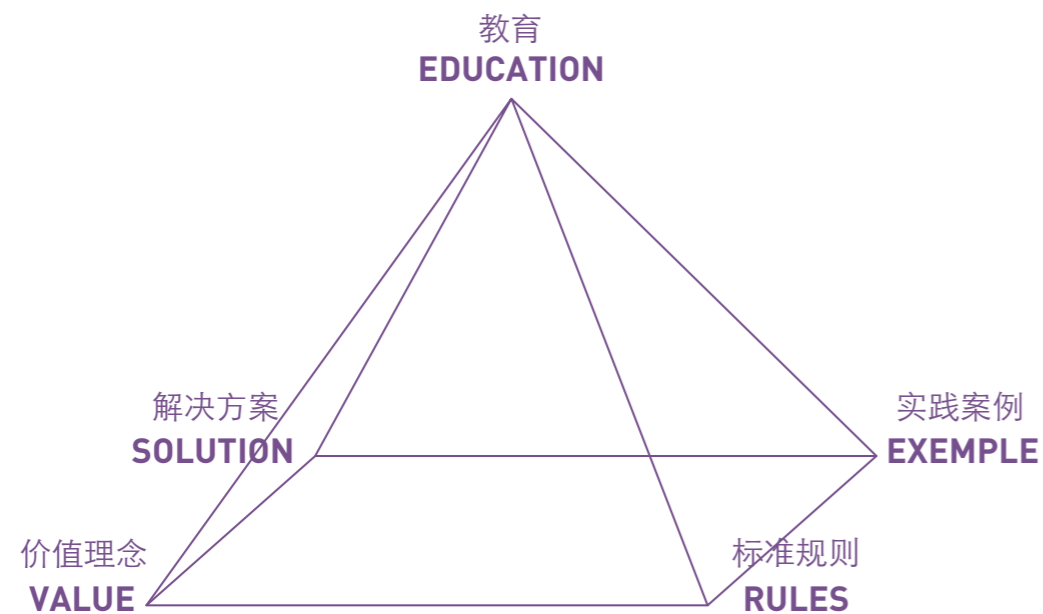 教育
EDUCATION
解决方案
SOLUTION
实践案例
EXEMPLE
价值理念
VALUE
标准规则
RULES